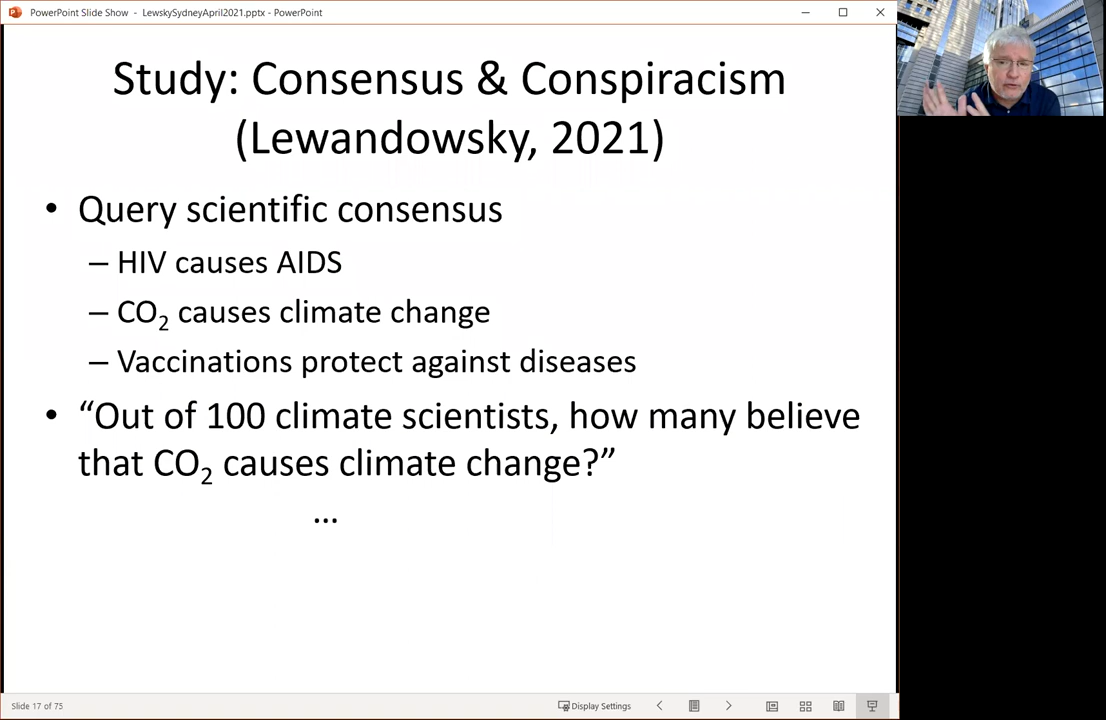 PowerPoint Slide Show - LewskySydneyApril2021.pptx - PowerPoint
Study: Consensus & Conspiracism
(Lewandowsky, 2021)
• Query scientific consensus
– HIV causes AIDS
– CO₂ causes climate change
– Vaccinations protect against diseases
• “Out of 100 climate scientists, how many believe
that CO₂ causes climate change?”
...
Slide 17 of 75
Display Settings